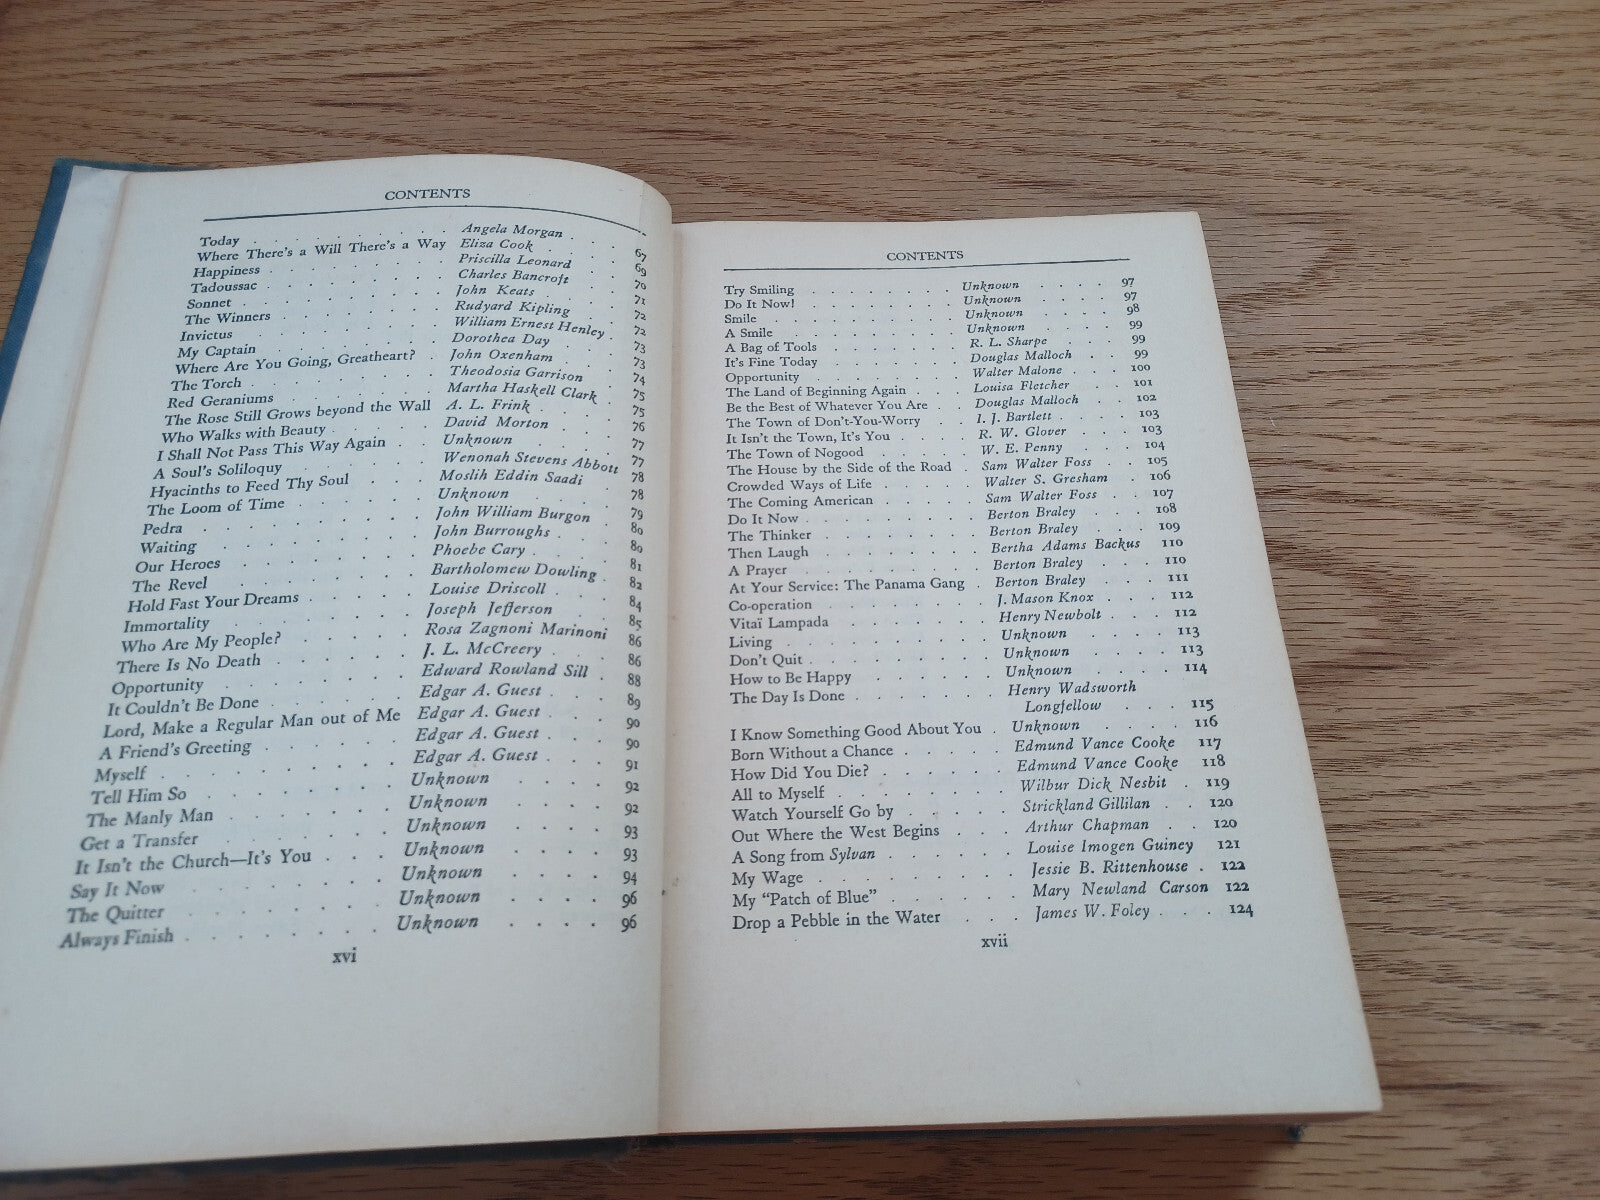 CONTENTS
Today . . . . . . . . . . Angela Morgan . . . 67
Where There's a Will There's a Way Eliza Cook . . . 69
Happiness . . . . . . . . . Priscilla Leonard . . 70
Tadoussac . . . . . . . . . Charles Bancroft . . 71
Sonnet . . . . . . . . . John Keats . . . 72
The Winners . . . . . . . . Rudyard Kipling . . 72
Invictus . . . . . . . . . William Ernest Henley . 73
My Captain . . . . . . . . Dorothea Day . . . 73
Where Are You Going, Greatheart? . John Oxenham . . . 74
The Torch . . . . . . . . Theodosia Garrison . 75
Red Geraniums . . . . . . . Martha Haskell Clark 75
The Rose Still Grows beyond the Wall A. L. Frink . . . 76
Who Walks with Beauty . . . . . David Morton . . . 77
I Shall Not Pass This Way Again . . Unknown . . . . 77
A Soul's Soliloquy . . . . . . Wenonah Stevens Abbott 78
Hyacinths to Feed Thy Soul . . . Moslih Eddin Saadi . 78
The Loom of Time . . . . . . Unknown . . . . 79
Pedra . . . . . . . . . John William Burgon 80
Waiting . . . . . . . . John Burroughs . . . 80
Our Heroes . . . . . . . Phoebe Cary . . . 81
The Revel . . . . . . . . Bartholomew Dowling . 82
Hold Fast Your Dreams . . . . . Louise Driscoll . . 84
Immortality . . . . . . . Joseph Jefferson . . 85
Who Are My People? . . . . . Rosa Zagnoni Marinoni 86
There Is No Death . . . . . J. L. McCreery . . 86
Opportunity . . . . . . . Edward Rowland Sill . 88
It Couldn't Be Done . . . . . Edgar A. Guest . . . 89
Lord, Make a Regular Man out of Me Edgar A. Guest . . . 90
A Friend's Greeting . . . . . Edgar A. Guest . . . 90
Myself . . . . . . . . Edgar A. Guest . . . 91
Tell Him So . . . . . . . Unknown . . . . 92
The Manly Man . . . . . . Unknown . . . . 92
Get a Transfer . . . . . . Unknown . . . . 93
It Isn't the Church—It's You . . . Unknown . . . . 93
Say It Now . . . . . . . Unknown . . . . 94
The Quitter . . . . . . . Unknown . . . . 96
Always Finish . . . . . . . Unknown . . . . 96
xvi
CONTENTS
Try Smiling . . . . . . . . Unknown . . . . 97
Do It Now! . . . . . . . . Unknown . . . . 97
Smile . . . . . . . . . Unknown . . . . 98
A Smile . . . . . . . . Unknown . . . . 99
A Bag of Tools . . . . . . . R. L. Sharpe . . . 99
It's Fine Today . . . . . . . Douglas Malloch . . 99
Opportunity . . . . . . . . Walter Malone . . . 100
The Land of Beginning Again . . . Louisa Fletcher . . 101
Be the Best of Whatever You Are . . Douglas Malloch . . 102
The Town of Don't-You-Worry . . I. J. Bartlett . . . 103
It Isn't the Town, It's You . . . . R. W. Glover . . . 103
The Town of Nogood . . . . . W. E. Penny . . . 104
The House by the Side of the Road . Sam Walter Foss . . 105
Crowded Ways of Life . . . . . Walter S. Gresham . 106
The Coming American . . . . . Sam Walter Foss . . 107
Do It Now . . . . . . . . Berton Braley . . . 108
The Thinker . . . . . . . Berton Braley . . . 109
Then Laugh . . . . . . . Bertha Adams Backus 110
A Prayer . . . . . . . . Berton Braley . . . 110
At Your Service: The Panama Gang . Berton Braley . . . 111
Co-operation . . . . . . . J. Mason Knox . . . 112
Vitaï Lampada . . . . . . . Henry Newbolt . . . 112
Living . . . . . . . . . Unknown . . . . 113
Don't Quit . . . . . . . . Unknown . . . . 113
How to Be Happy . . . . . . Unknown . . . . 114
The Day Is Done . . . . . . Henry Wadsworth
Longfellow . . . 115
I Know Something Good About You . Unknown . . . . 116
Born Without a Chance . . . . . Edmund Vance Cooke 117
How Did You Die? . . . . . . Edmund Vance Cooke 118
All to Myself . . . . . . . Wilbur Dick Nesbit . 119
Watch Yourself Go by . . . . Strickland Gillilan . . 120
Out Where the West Begins . . . Arthur Chapman . . 120
A Song from Sylvan . . . . . . Louise Imogen Guiney 121
My Wage . . . . . . . . Jessie B. Rittenhouse . 122
My "Patch of Blue" . . . . . . Mary Newland Carson 122
Drop a Pebble in the Water . . . James W. Foley . . . 124
xvii